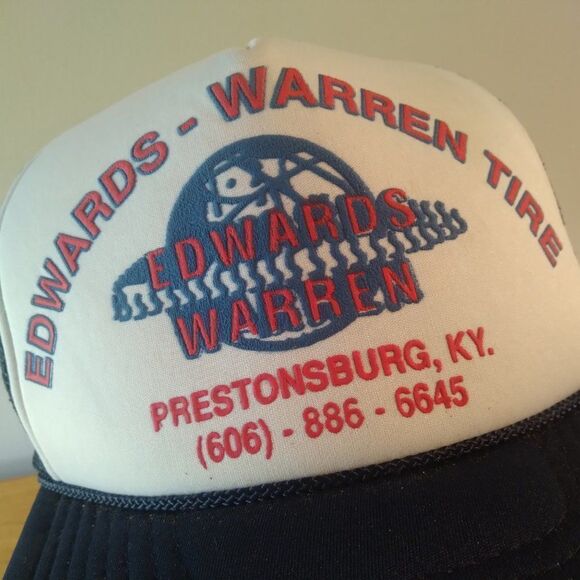 EDWARDS - WARREN TIRE
EDWARDS
WARREN
PRESTONSBURG, KY.
(606) - 886 - 6645